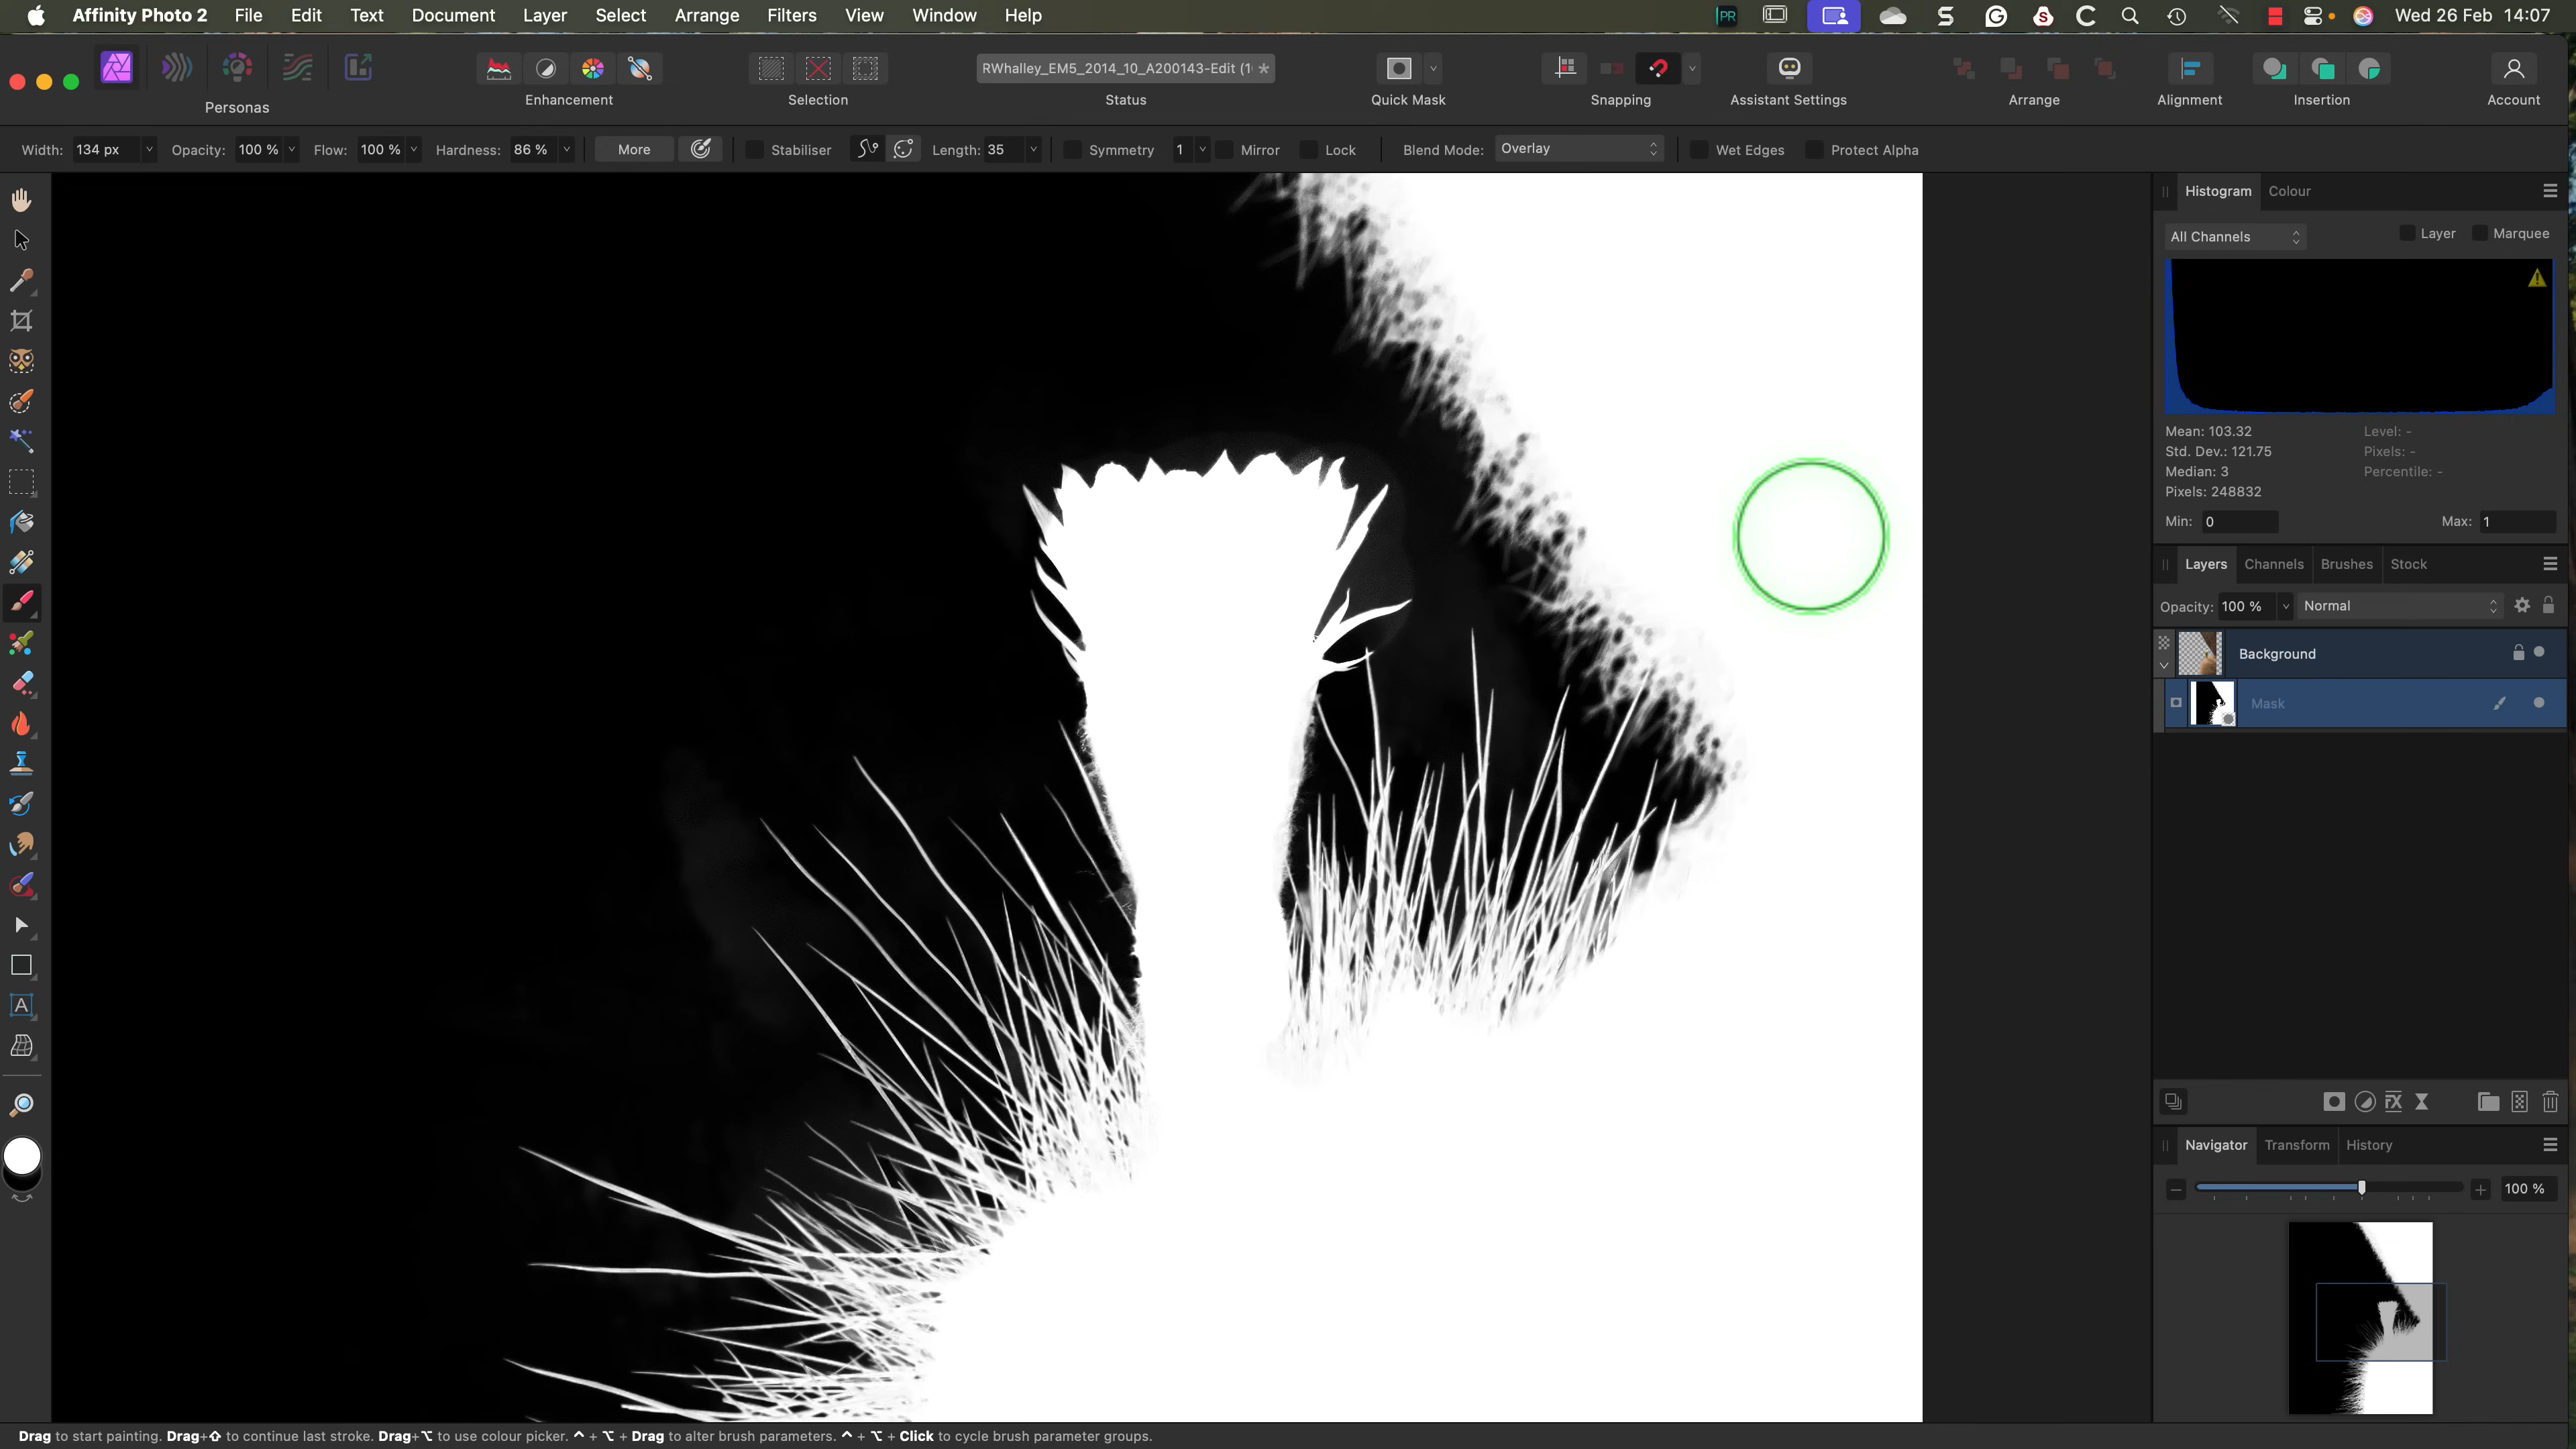 Affinity Photo 2 File Edit Text Document Layer Select Arrange Filters View Window Help Wed 26 Feb 14:07
RWhalley_EM5_2014_10_A200143-Edit (1 *
Personas Enhancement Selection Status Quick Mask Snapping Assistant Settings Arrange Alignment Insertion Account
Width: 134 px Opacity: 100 % Flow: 100 % Hardness: 86 % More Stabiliser Length: 35 Symmetry 1 Mirror Lock Blend Mode: Overlay Wet Edges Protect Alpha
Histogram Colour
All Channels Layer Marquee
Mean: 103.32 Level: -
Std. Dev.: 121.75 Pixels: -
Median: 3 Percentile: -
Pixels: 248832
Min: 0 Max: 1
Layers Channels Brushes Stock
Opacity: 100 % Normal
Background
Mask
Navigator Transform History
100 %
Drag to start painting. Drag+⇧ to continue last stroke. Drag+⌥ to use colour picker. ⌃ + ⌥ + Drag to alter brush parameters. ⌃ + ⌥ + Click to cycle brush parameter groups.